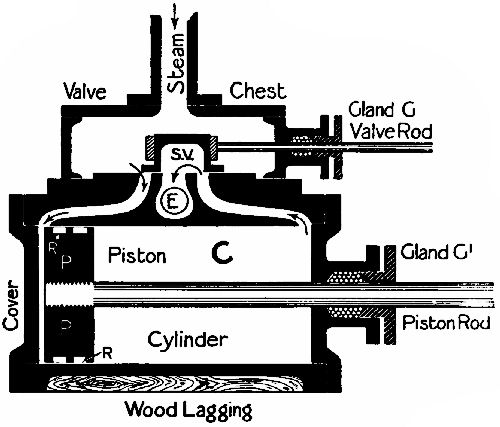 Steam
Valve Chest
Gland G
Valve Rod
S.V.
E
R
P
Piston
C
Gland G'
Cover
P
Piston Rod
Cylinder
R
Wood Lagging